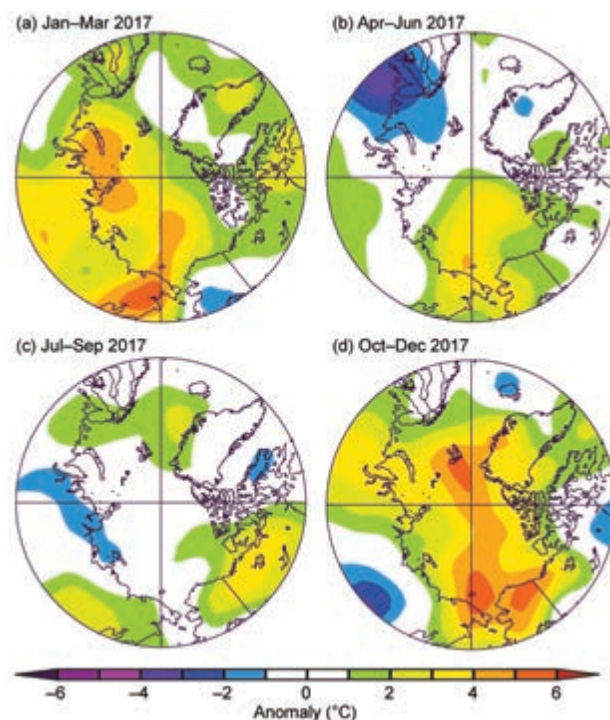 (a) Jan–Mar 2017
(b) Apr–Jun 2017
(c) Jul–Sep 2017
(d) Oct–Dec 2017
−6 −4 −2 0 2 4 6
Anomaly (°C)